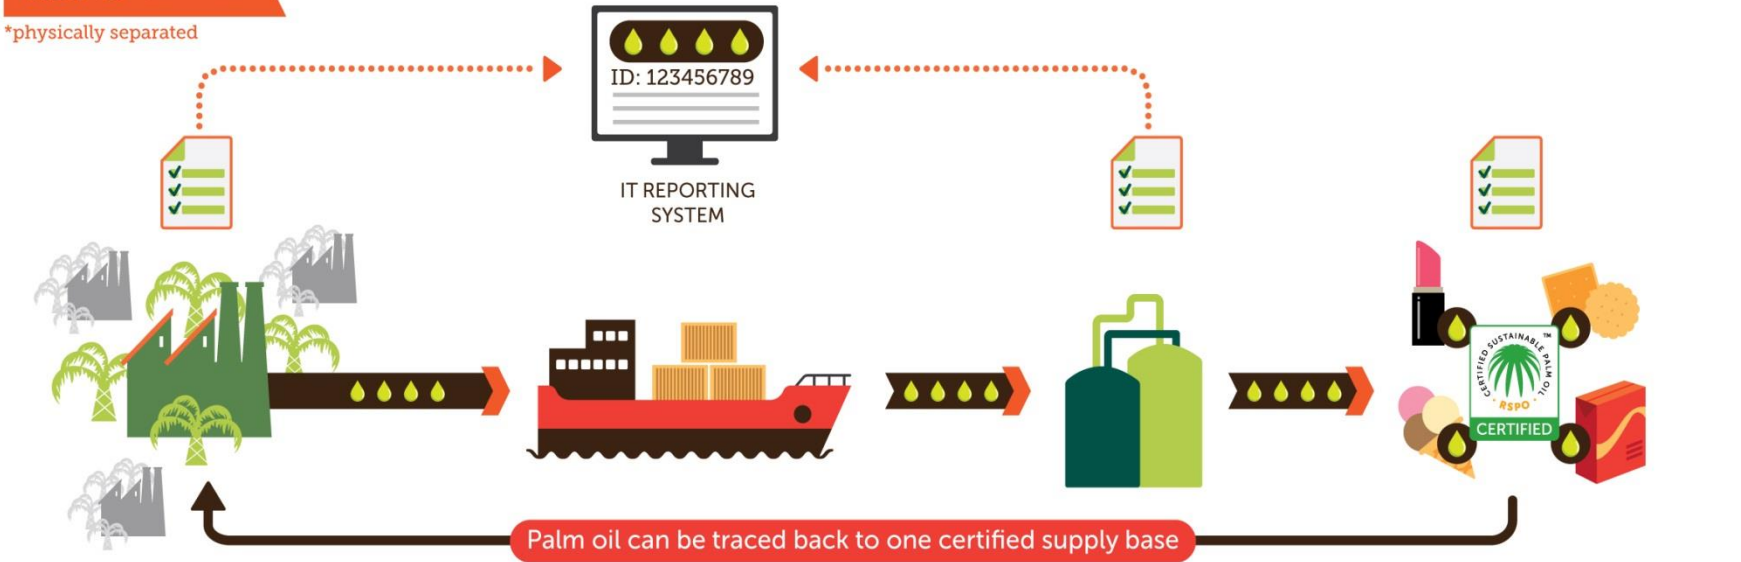 *physically separated
ID: 123456789
IT REPORTING
SYSTEM
CERTIFIED SUSTAINABLE PALM OIL
TM
RSPO
CERTIFIED
Palm oil can be traced back to one certified supply base